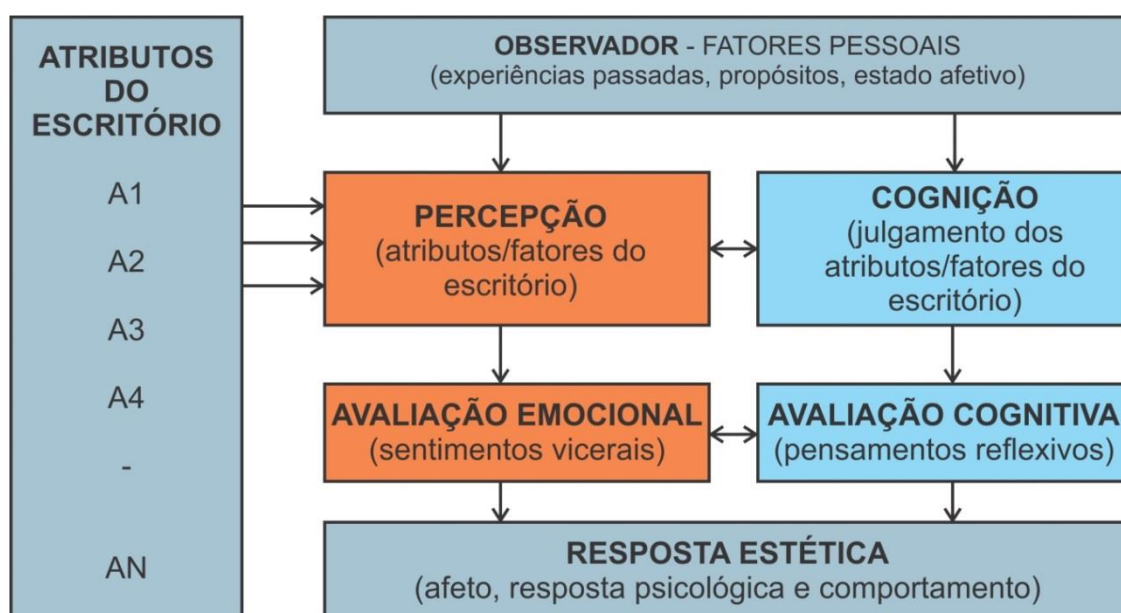 ATRIBUTOS
DO
ESCRITÓRIO
A1
A2
A3
A4
-
AN
OBSERVADOR - FATORES PESSOAIS
(experiências passadas, propósitos, estado afetivo)
PERCEPÇÃO
(atributos/fatores do
escritório)
COGNIÇÃO
(julgamento dos
atributos/fatores do
escritório)
AVALIAÇÃO EMOCIONAL
(sentimentos vicerais)
AVALIAÇÃO COGNITIVA
(pensamentos reflexivos)
RESPOSTA ESTÉTICA
(afeto, resposta psicológica e comportamento)